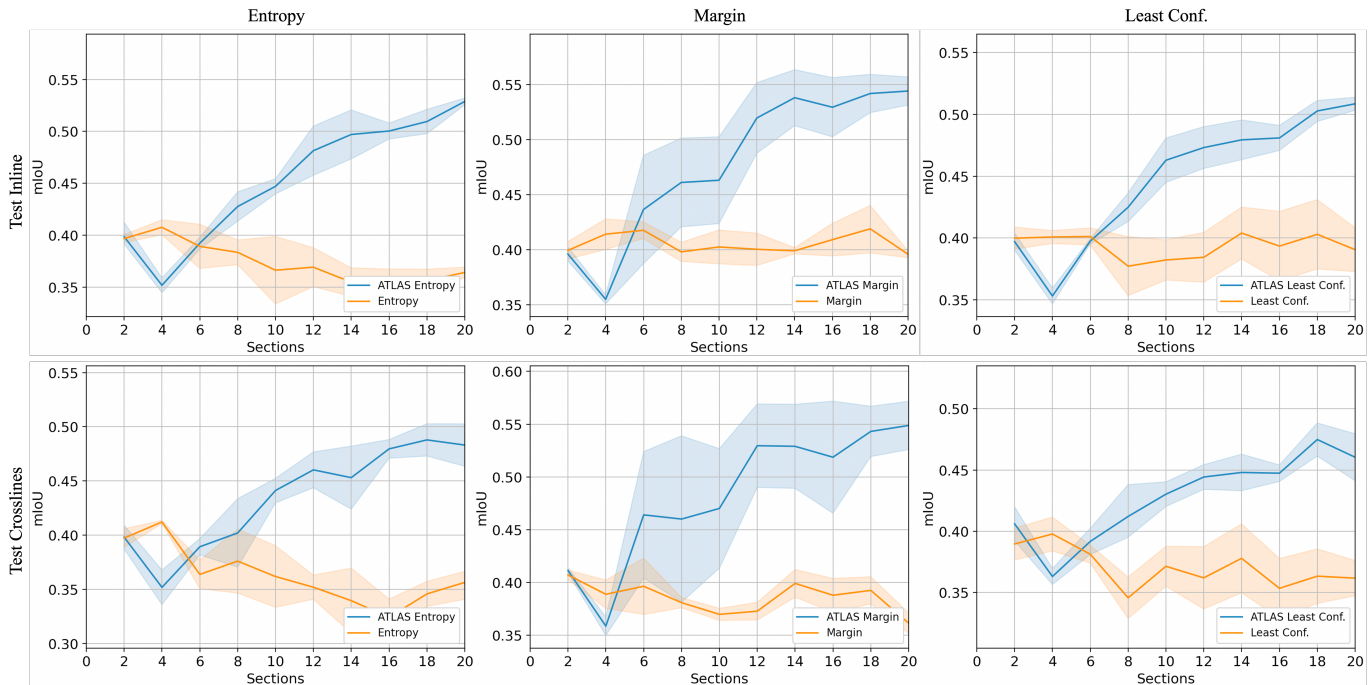 Entropy
Margin
Least Conf.
Test Inline
mIoU
0.55
0.50
0.45
0.40
0.35
0 2 4 6 8 10 12 14 16 18 20
Sections
ATLAS Entropy
Entropy
0.55
0.50
0.45
0.40
0.35
0 2 4 6 8 10 12 14 16 18 20
mIoU
Sections
ATLAS Margin
Margin
0.55
0.50
0.45
0.40
0.35
0 2 4 6 8 10 12 14 16 18 20
mIoU
Sections
ATLAS Least Conf.
Least Conf.
Test Crosslines
mIoU
0.55
0.50
0.45
0.40
0.35
0.30
0 2 4 6 8 10 12 14 16 18 20
Sections
ATLAS Entropy
Entropy
0.60
0.55
0.50
0.45
0.40
0.35
0 2 4 6 8 10 12 14 16 18 20
mIoU
Sections
ATLAS Margin
Margin
0.50
0.45
0.40
0.35
0 2 4 6 8 10 12 14 16 18 20
mIoU
Sections
ATLAS Least Conf.
Least Conf.